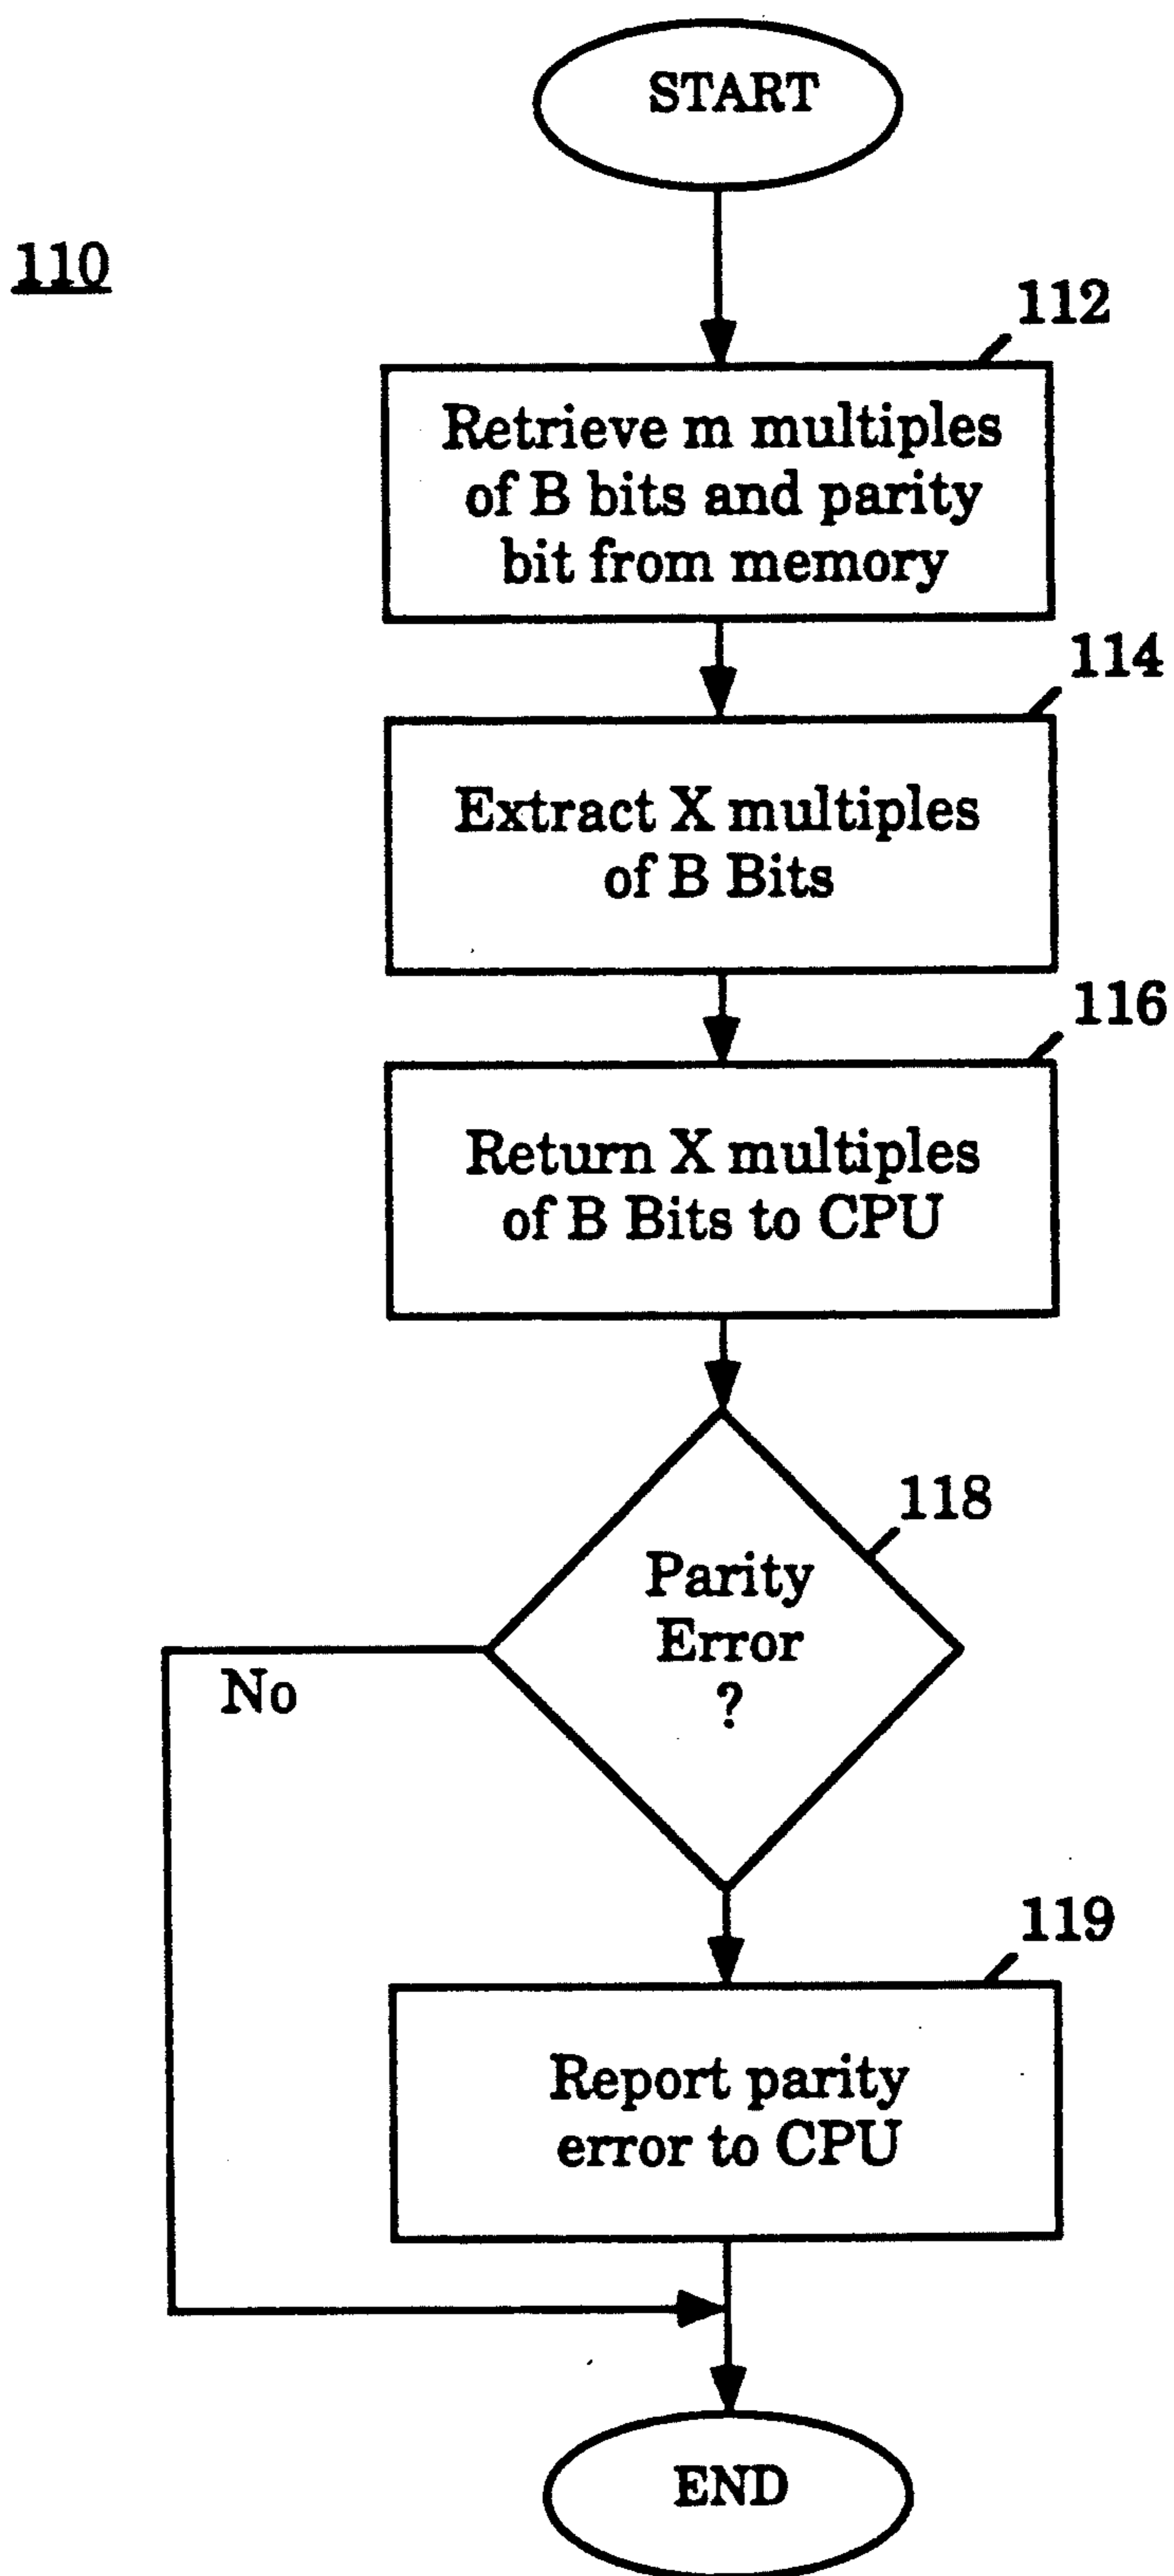 START
110
112
Retrieve m multiples
of B bits and parity
bit from memory
114
Extract X multiples
of B Bits
116
Return X multiples
of B Bits to CPU
118
Parity
Error
?
No
119
Report parity
error to CPU
END